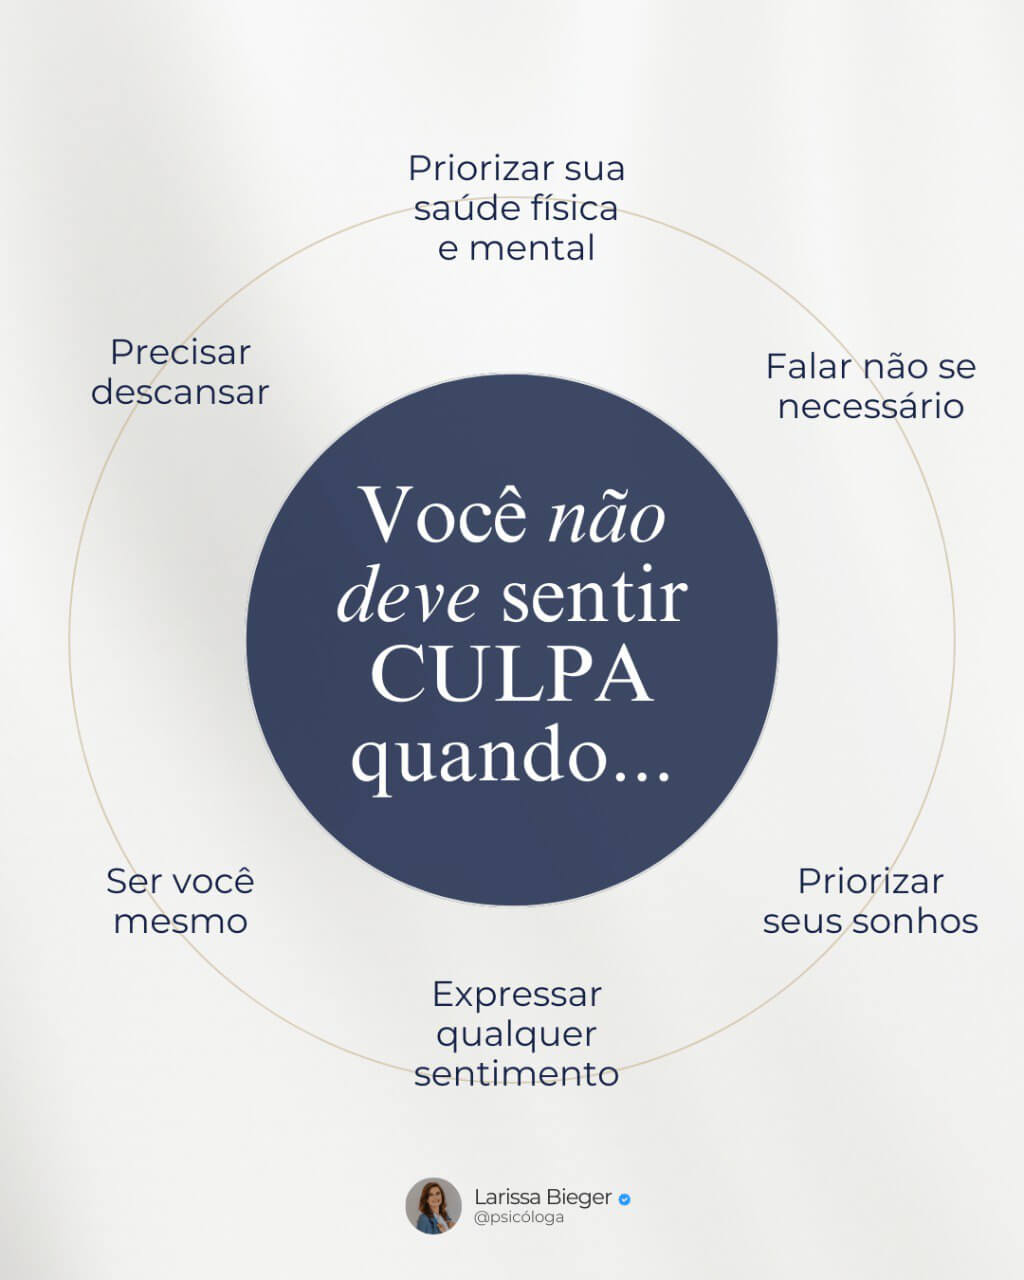 Priorizar sua
saúde física
e mental
Precisar
descansar
Falar não se
necessário
Você não
deve sentir
CULPA
quando...
Ser você
mesmo
Priorizar
seus sonhos
Expressar
qualquer
sentimento
Larissa Bieger
@psicóloga